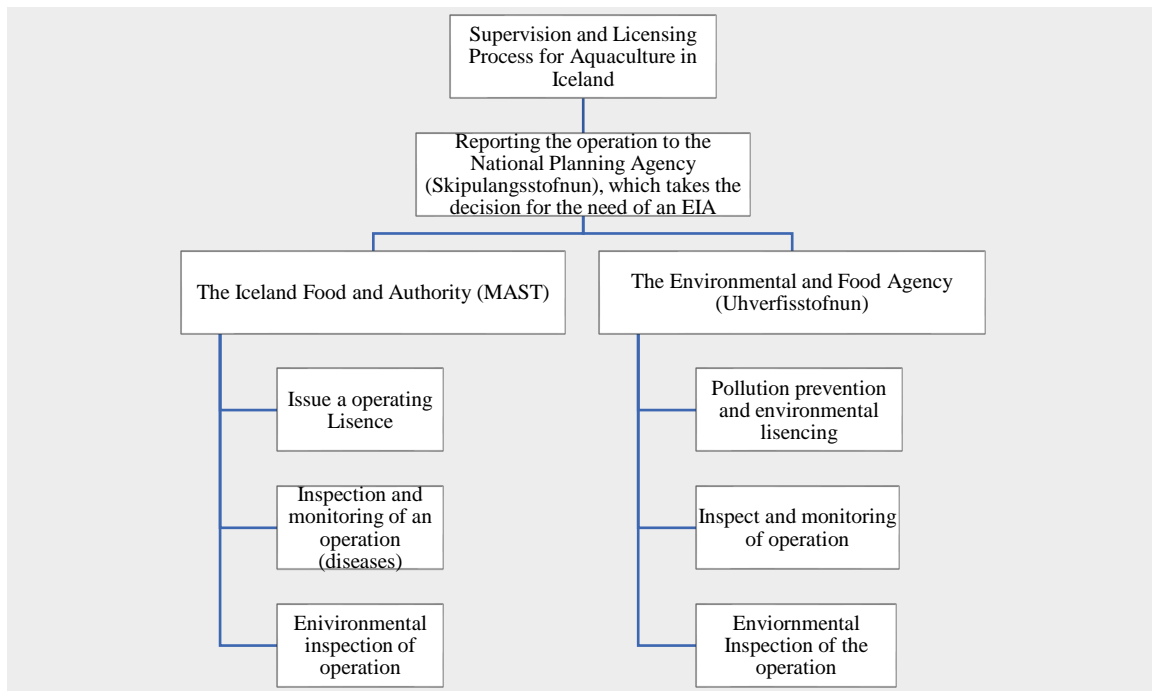 Supervision and Licensing
Process for Aquaculture in
Iceland
Reporting the operation to the
National Planning Agency
(Skipulangsstofnun), which takes the
decision for the need of an EIA
The Iceland Food and Authority (MAST)
Issue a operating
Lisence
Inspection and
monitoring of an
operation
(diseases)
Enivironmental
inspection of
operation
The Environmental and Food Agency
(Uhverfisstofnun)
Pollution prevention
and environmental
lisencing
Inspect and monitoring
of operation
Enviornmental
Inspection of the
operation